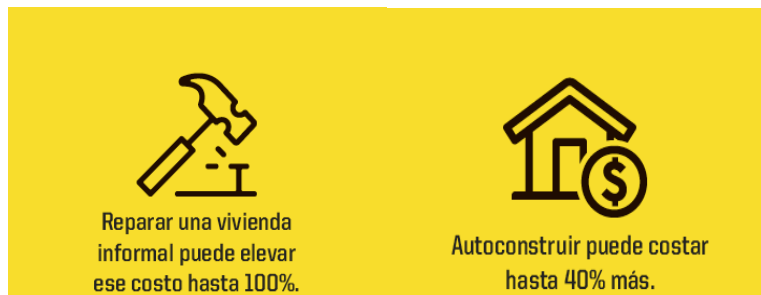 Reparar una vivienda
informal puede elevar
ese costo hasta 100%.
$
Autoconstruir puede costar
hasta 40% más.